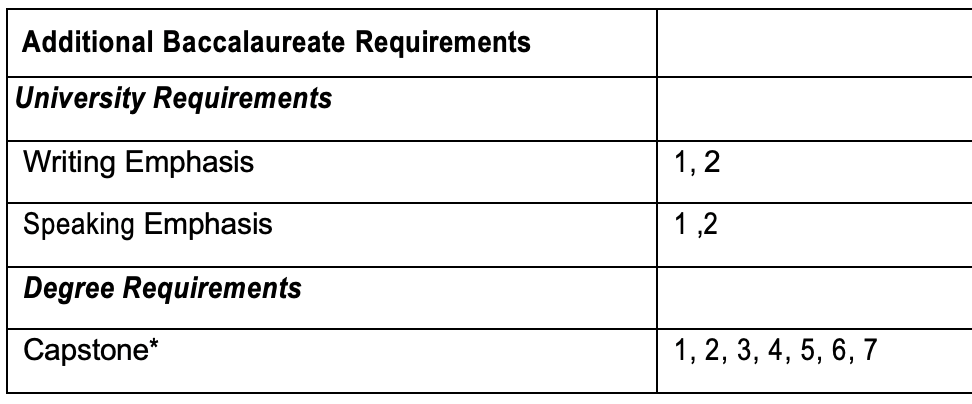 Additional Baccalaureate Requirements
University Requirements
Writing Emphasis 1, 2
Speaking Emphasis 1 ,2
Degree Requirements
Capstone* 1, 2, 3, 4, 5, 6, 7